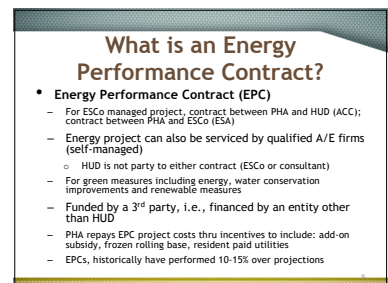 What is an Energy
Performance Contract?
• Energy Performance Contract (EPC)
– For ESCo managed project, contract between PHA and HUD (ACC);
contract between PHA and ESCo (ESA)
– Energy project can also be serviced by qualified A/E firms
(self-managed)
o HUD is not party to either contract (ESCo or consultant)
– For green measures including energy, water conservation
improvements and renewable measures
– Funded by a 3rd party, i.e., financed by an entity other
than HUD
– PHA repays EPC project costs thru incentives to include: add-on
subsidy, frozen rolling base, resident paid utilities
– EPCs, historically have performed 10-15% over projections